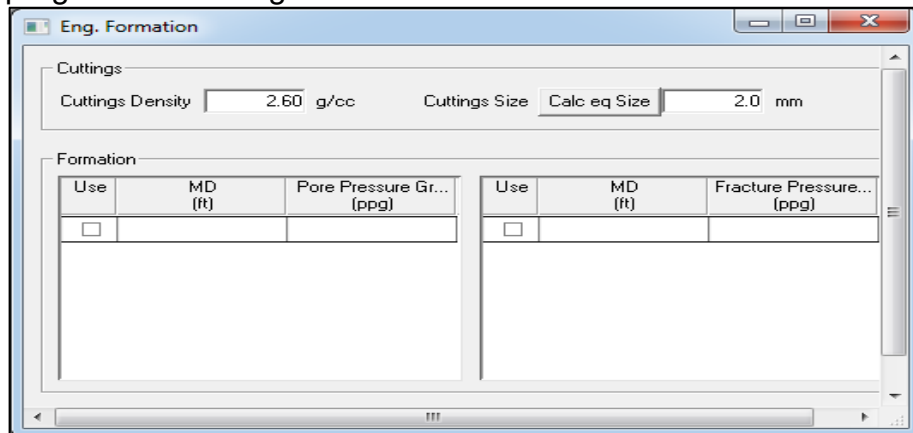 Eng. Formation
Cuttings
Cuttings Density 2.60 g/cc Cuttings Size Calc eq Size 2.0 mm
Formation
Use MD Pore Pressure Gr... Use MD Fracture Pressure...
(ft) (ppg) (ft) (ppg)